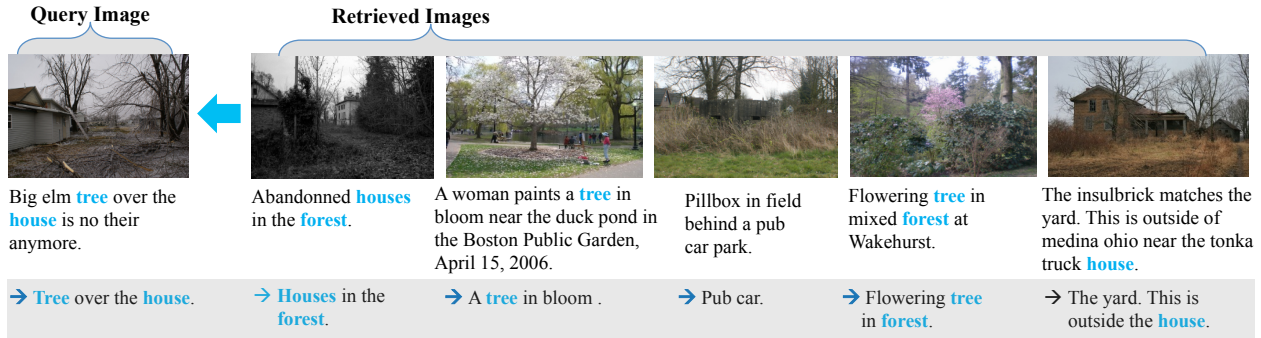 Query Image
Retrieved Images
Big elm tree over the
house is no their
anymore.
Abandonned houses
in the forest.
A woman paints a tree in
bloom near the duck pond in
the Boston Public Garden,
April 15, 2006.
Pillbox in field
behind a pub
car park.
Flowering tree in
mixed forest at
Wakehurst.
The insulbrick matches the
yard. This is outside of
medina ohio near the tonka
truck house.
→ Tree over the house.
→ Houses in the
forest.
→ A tree in bloom .
→ Pub car.
→ Flowering tree
in forest.
→ The yard. This is
outside the house.